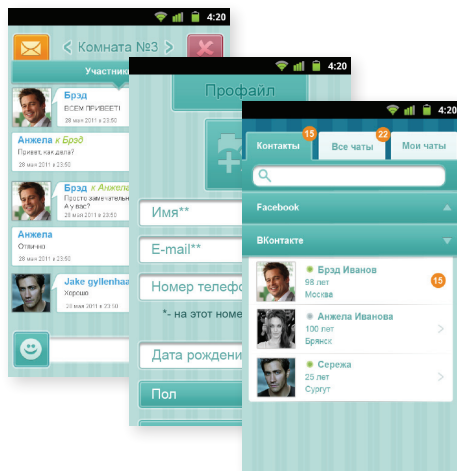 4:20
Комната №3
Участник
Брэд
ВСЕМ ПРИВЕЕТ!
28 мая 2011 в 23:50
Анжела к Брэд
Привет, как дела?
28 мая 2011 в 23:50
Брэд к Анжела
Просто замечательн
А у вас?
28 мая 2011 в 23:50
Анжела
Отлично
28 мая 2011 в 23:50
Jake gyllenhaa
Хорошо
28 мая 2011 в 23:50
4:20
Профайл
Имя**
E-mail**
Номер телефо
*- на этот номе
Дата рождени
Пол
4:20
Контакты
15
Все чаты
22
Мои чаты
Facebook
ВКонтакте
Брэд Иванов
98 лет
Москва
15
Анжела Иванова
100 лет
Брянск
Сережа
25 лет
Сургут